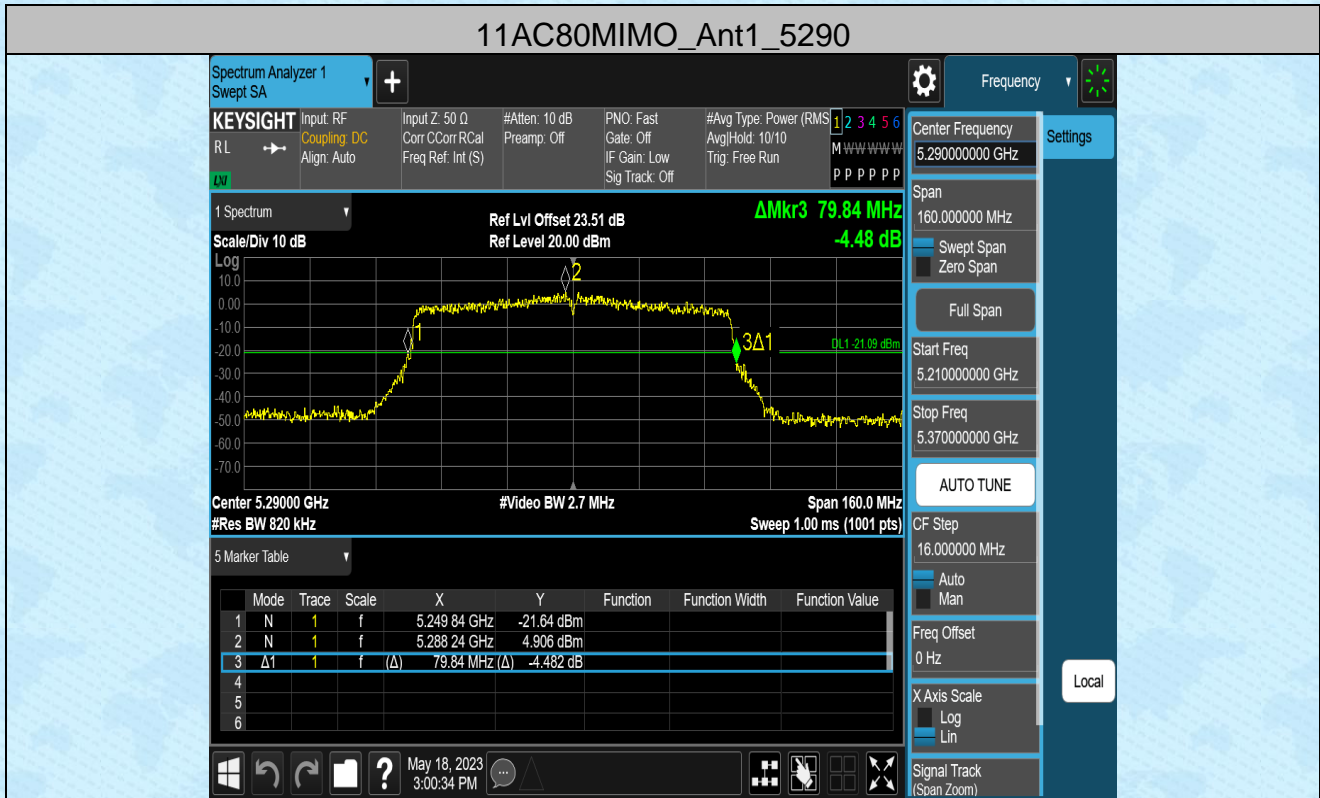 11AC80MIMO_Ant1_5290
Spectrum Analyzer 1
Swept SA
+
Frequency
KEYSIGHT
RL
LXI
Input: RF
Coupling: DC
Align: Auto
Input Z: 50 Ω
Corr CCorr RCal
Freq Ref: Int (S)
#Atten: 10 dB
Preamp: Off
PNO: Fast
Gate: Off
IF Gain: Low
Sig Track: Off
#Avg Type: Power (RMS
Avg|Hold: 10/10
Trig: Free Run
1 2 3 4 5 6
M W W W W W
P P P P P P
Center Frequency
5.290000000 GHz
Settings
1 Spectrum
Scale/Div 10 dB
Ref Lvl Offset 23.51 dB
Ref Level 20.00 dBm
ΔMkr3 79.84 MHz
-4.48 dB
Log
10.0
0.00
-10.0
-20.0
-30.0
-40.0
-50.0
-60.0
-70.0
2
1
3Δ1
DL1 -21.09 dBm
Center 5.29000 GHz
#Res BW 820 kHz
#Video BW 2.7 MHz
Span 160.0 MHz
Sweep 1.00 ms (1001 pts)
Span
160.000000 MHz
Swept Span
Zero Span
Full Span
Start Freq
5.210000000 GHz
Stop Freq
5.370000000 GHz
AUTO TUNE
CF Step
16.000000 MHz
Auto
Man
Freq Offset
0 Hz
X Axis Scale
Log
Lin
Signal Track
(Span Zoom)
Local
5 Marker Table
Mode Trace Scale X Y Function Function Width Function Value
1 N 1 f 5.249 84 GHz -21.64 dBm
2 N 1 f 5.288 24 GHz 4.906 dBm
3 Δ1 1 f (Δ) 79.84 MHz (Δ) -4.482 dB
4
5
6
?
May 18, 2023
3:00:34 PM